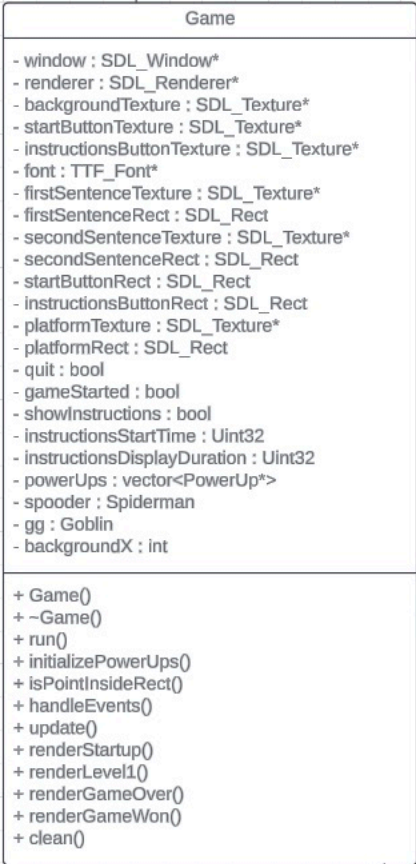 Game
- window : SDL_Window*
- renderer : SDL_Renderer*
- backgroundTexture : SDL_Texture*
- startButtonTexture : SDL_Texture*
- instructionsButtonTexture : SDL_Texture*
- font : TTF_Font*
- firstSentenceTexture : SDL_Texture*
- firstSentenceRect : SDL_Rect
- secondSentenceTexture : SDL_Texture*
- secondSentenceRect : SDL_Rect
- startButtonRect : SDL_Rect
- instructionsButtonRect : SDL_Rect
- platformTexture : SDL_Texture*
- platformRect : SDL_Rect
- quit : bool
- gameStarted : bool
- showInstructions : bool
- instructionsStartTime : Uint32
- instructionsDisplayDuration : Uint32
- powerUps : vector<PowerUp*>
- spooder : Spiderman
- gg : Goblin
- backgroundX : int
+ Game()
+ ~Game()
+ run()
+ initializePowerUps()
+ isPointInsideRect()
+ handleEvents()
+ update()
+ renderStartup()
+ renderLevel1()
+ renderGameOver()
+ renderGameWon()
+ clean()